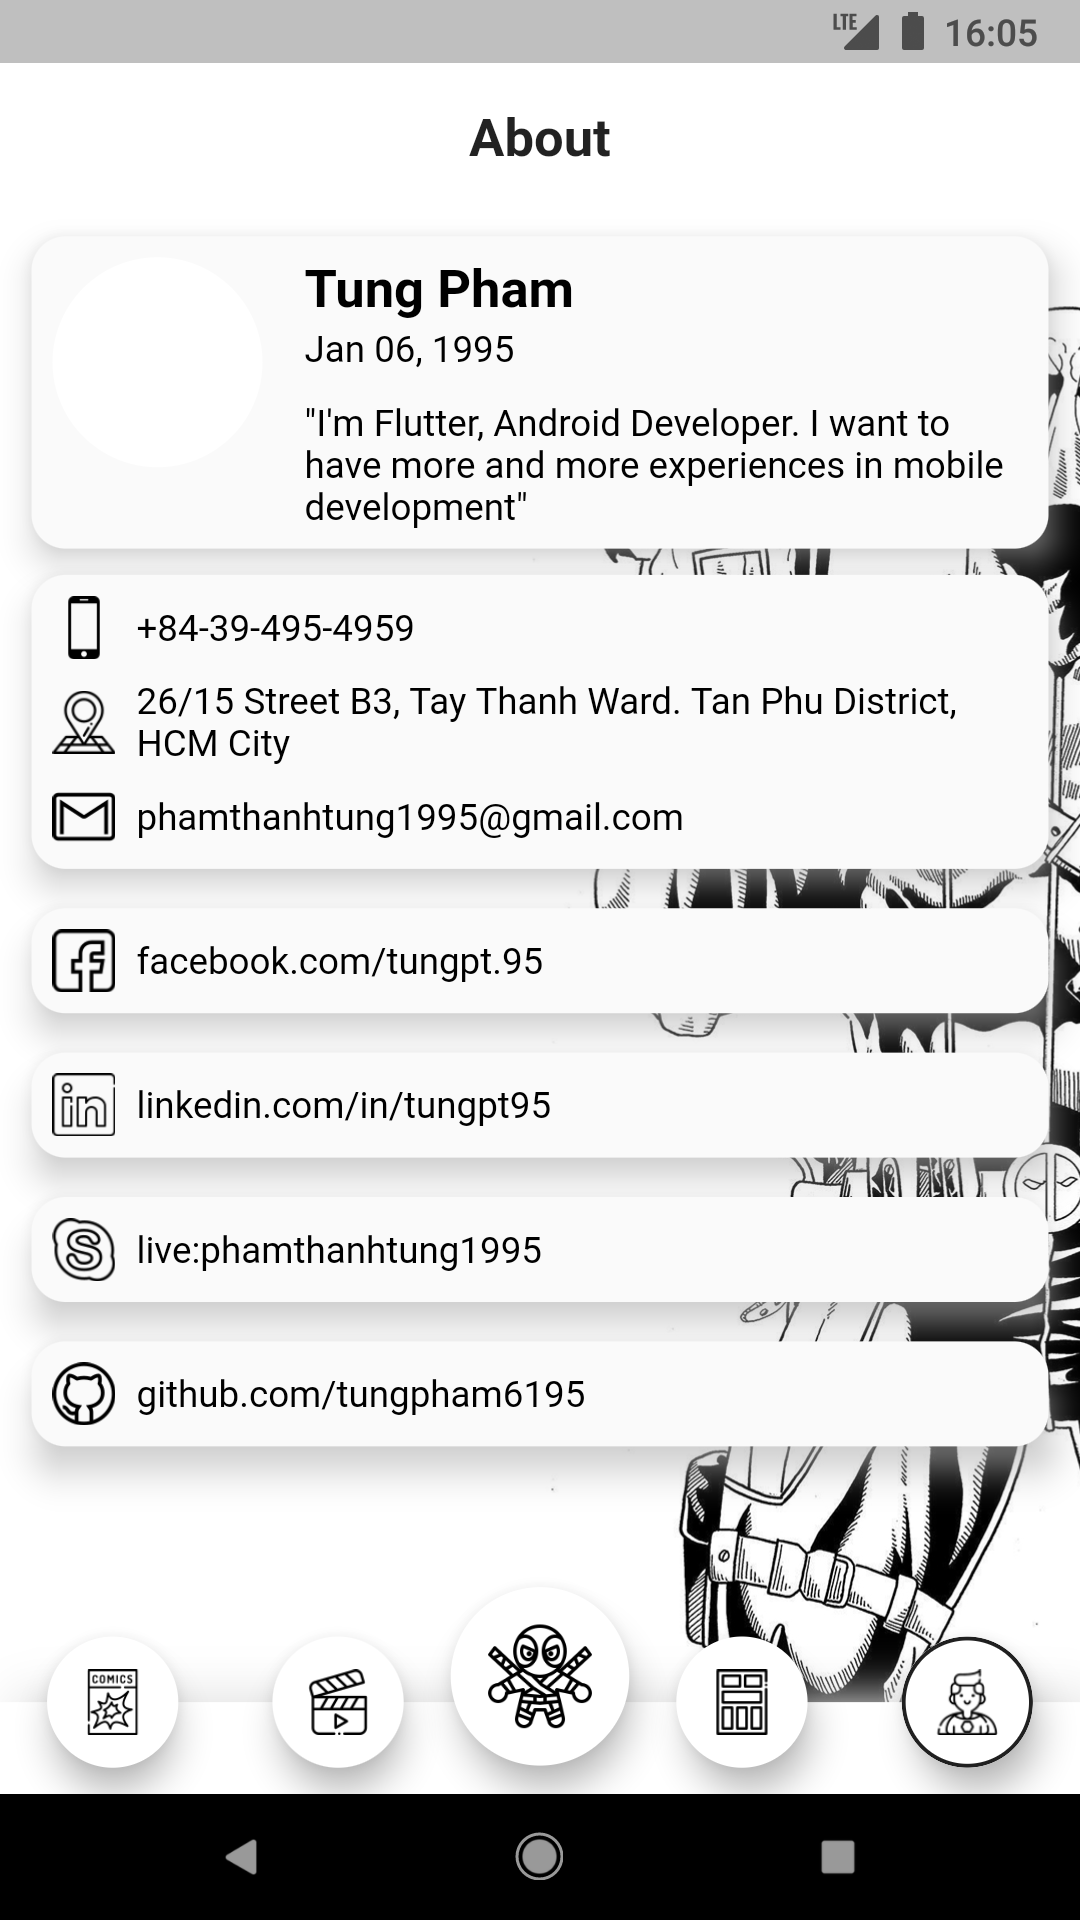 LTE 16:05
About
Tung Pham
Jan 06, 1995
"I'm Flutter, Android Developer. I want to
have more and more experiences in mobile
development"
+84-39-495-4959
26/15 Street B3, Tay Thanh Ward. Tan Phu District,
HCM City
phamthanhtung1995@gmail.com
facebook.com/tungpt.95
in
linkedin.com/in/tungpt95
live:phamthanhtung1995
github.com/tungpham6195
COMICS